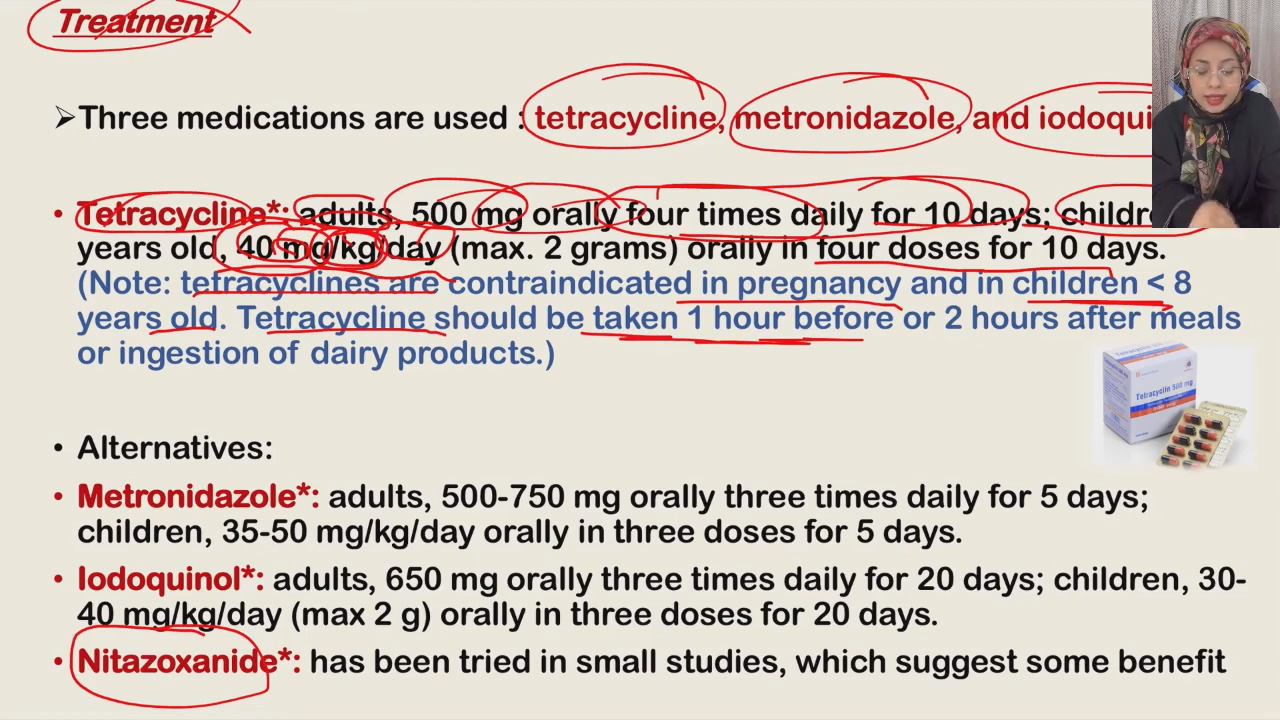 Treatment
➢Three medications are used : tetracycline, metronidazole, and iodoqui
• Tetracycline*: adults, 500 mg orally four times daily for 10 days; childre
years old, 40 mg/kg/day (max. 2 grams) orally in four doses for 10 days.
(Note: tetracyclines are contraindicated in pregnancy and in children < 8
years old. Tetracycline should be taken 1 hour before or 2 hours after meals
or ingestion of dairy products.)
• Alternatives:
• Metronidazole*: adults, 500-750 mg orally three times daily for 5 days;
children, 35-50 mg/kg/day orally in three doses for 5 days.
• Iodoquinol*: adults, 650 mg orally three times daily for 20 days; children, 30-
40 mg/kg/day (max 2 g) orally in three doses for 20 days.
• Nitazoxanide*: has been tried in small studies, which suggest some benefit
Tetracyclin 500 mg